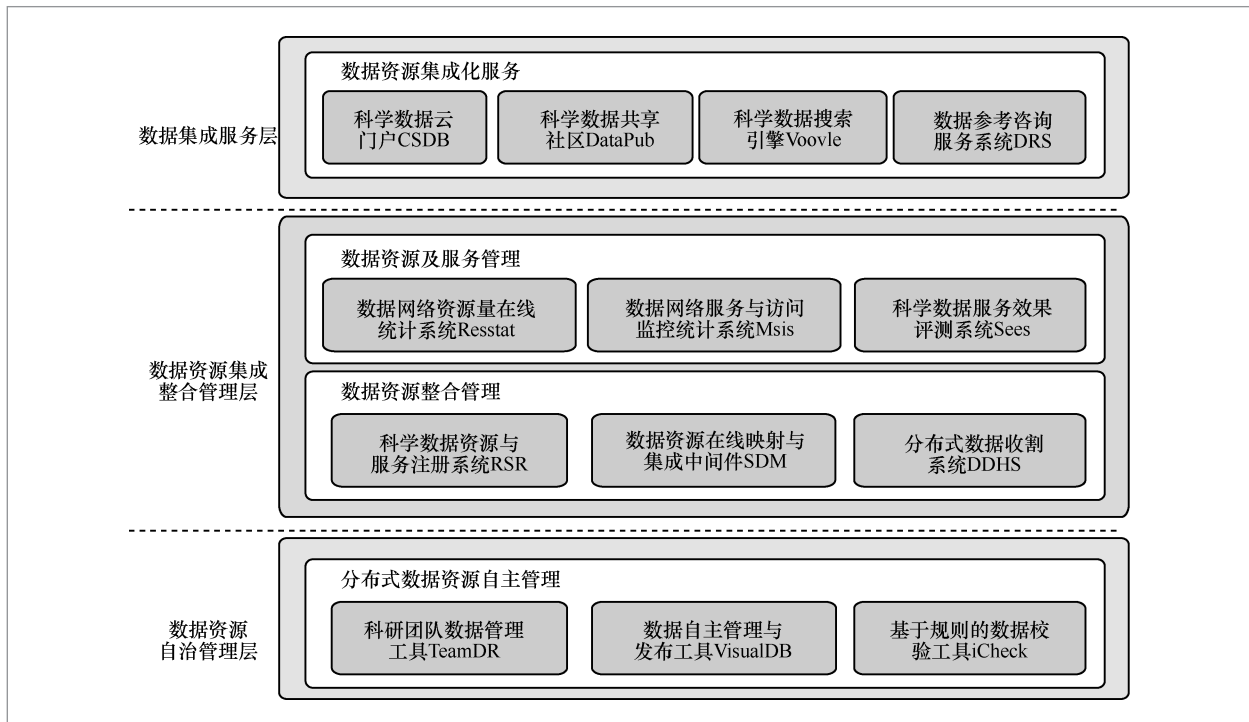 数据集成服务层
数据资源集成化服务
科学数据云
门户CSDB
科学数据共享
社区DataPub
科学数据搜索
引擎Voovle
数据参考咨询
服务系统DRS
数据资源集成
整合管理层
数据资源及服务管理
数据网络资源量在线
统计系统Resstat
数据网络服务与访问
监控统计系统Msis
科学数据服务效果
评测系统Sees
数据资源整合管理
科学数据资源与
服务注册系统RSR
数据资源在线映射与
集成中间件SDM
分布式数据收割
系统DDHS
数据资源
自治管理层
分布式数据资源自主管理
科研团队数据管理
工具TeamDR
数据自主管理与
发布工具VisualDB
基于规则的数据校
验工具iCheck